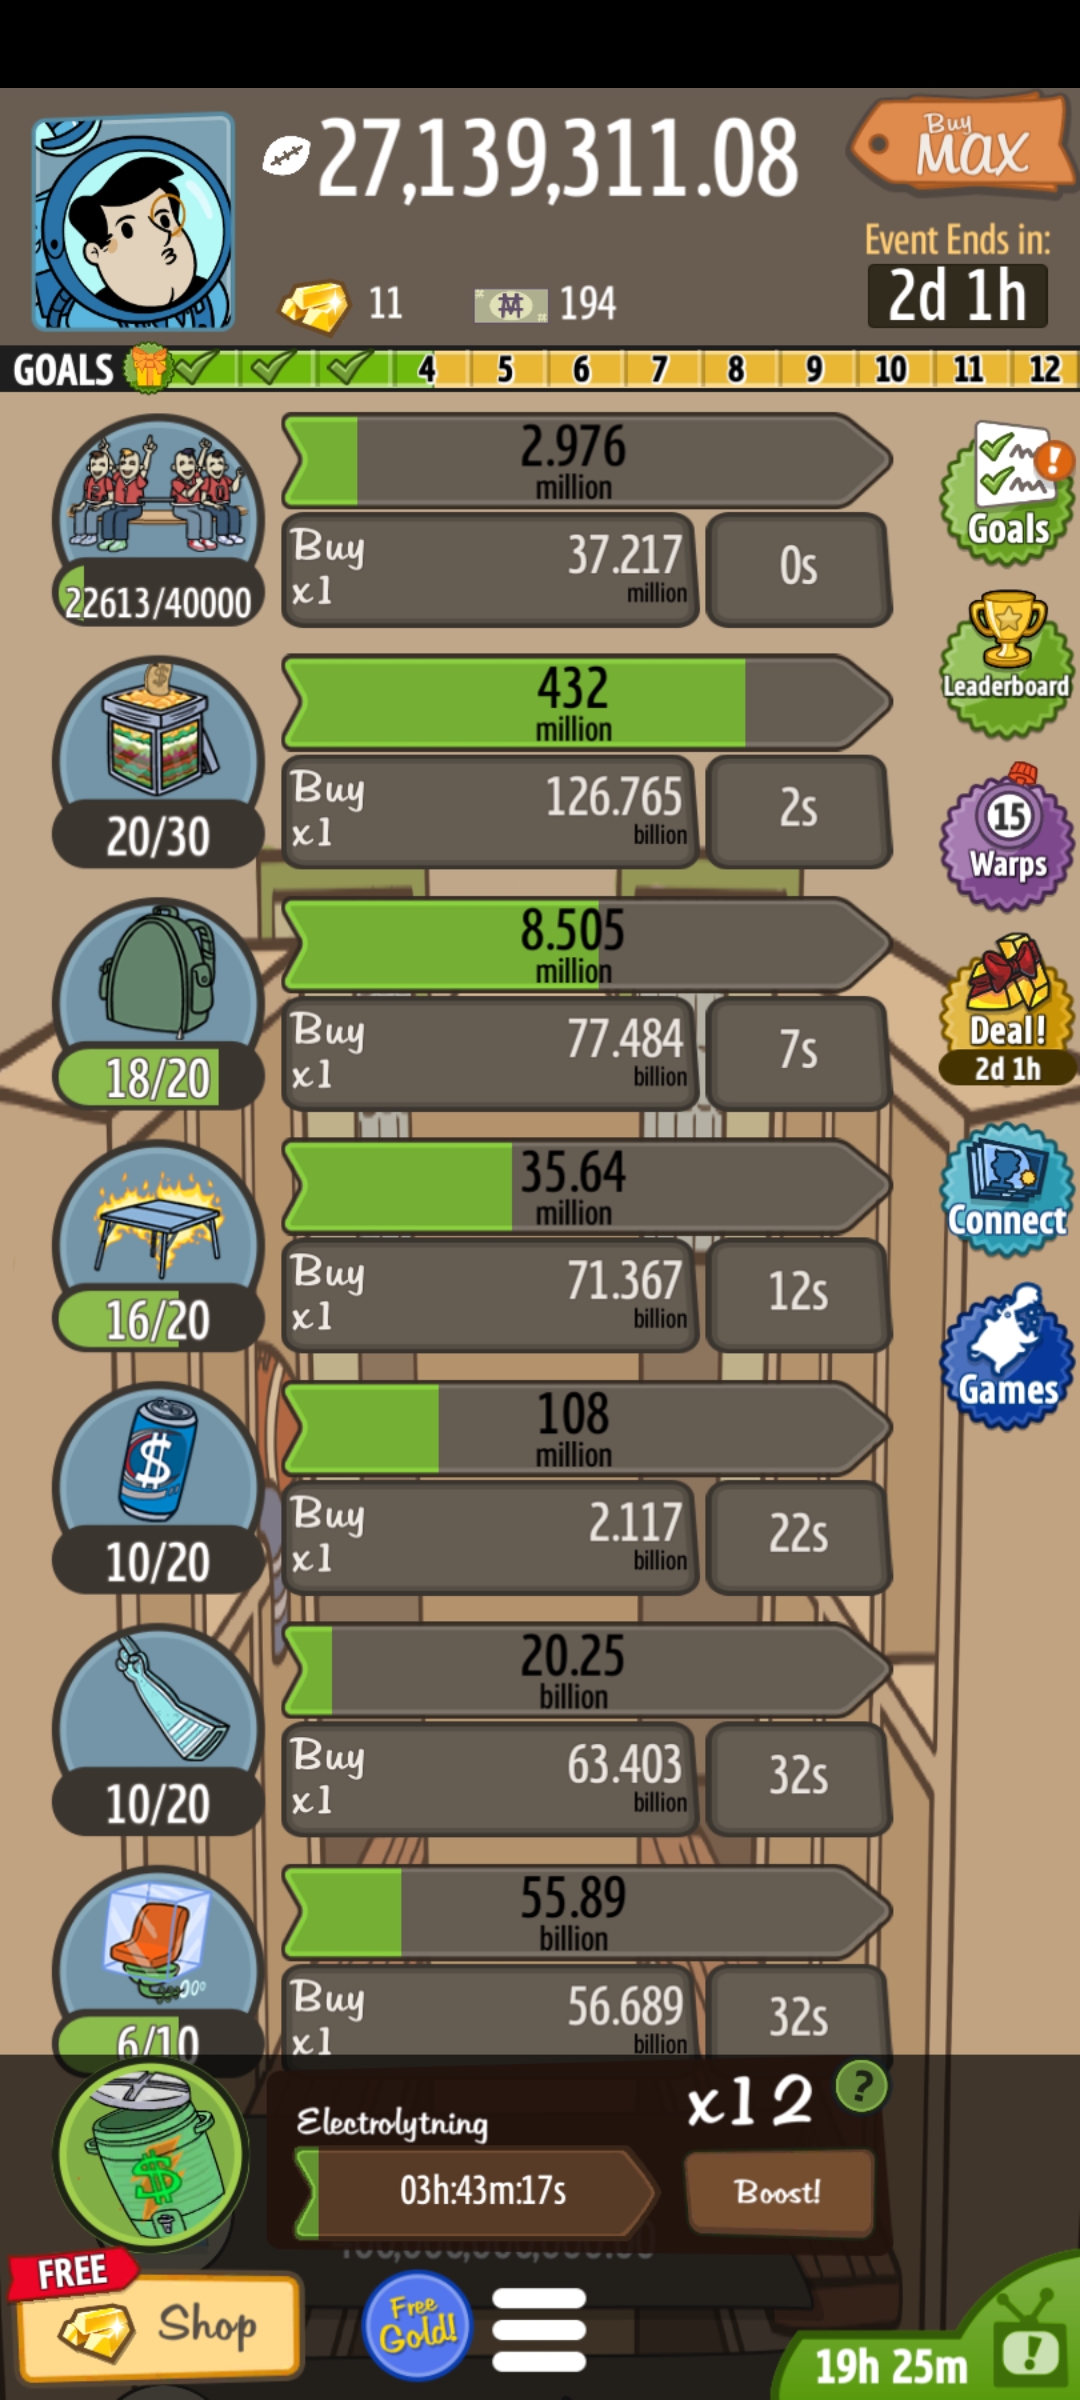 27,139,311.08
Buy
MAX
Event Ends in:
2d 1h
11
194
GOALS
4 5 6 7 8 9 10 11 12
2.976
million
22613/40000
Buy
x1
37.217
million
0s
Goals
432
million
20/30
Buy
x1
126.765
billion
2s
Leaderboard
8.505
million
18/20
Buy
x1
77.484
billion
7s
15
Warps
Deal!
2d 1h
35.64
million
16/20
Buy
x1
71.367
billion
12s
Connect
108
million
10/20
Buy
x1
2.117
billion
22s
Games
20.25
billion
10/20
Buy
x1
63.403
billion
32s
55.89
billion
6/10
Buy
x1
56.689
billion
32s
Electrolytning
x12
?
03h:43m:17s
Boost!
FREE
Shop
Free
Gold!
19h 25m